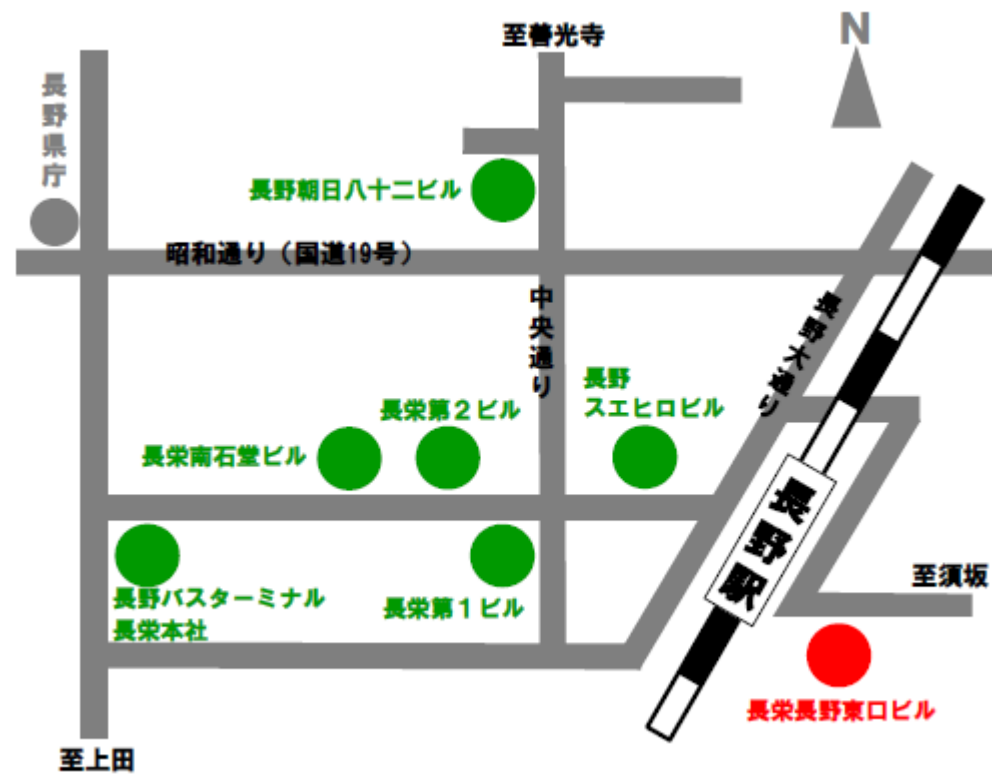 至善光寺
N
長野県庁
長野朝日八十二ビル
昭和通り（国道19号）
中央通り
長野大通り
長野
スエヒロビル
長栄第２ビル
長栄南石堂ビル
長野駅
長野バスターミナル
長栄本社
長栄第１ビル
至須坂
長栄長野東口ビル
至上田